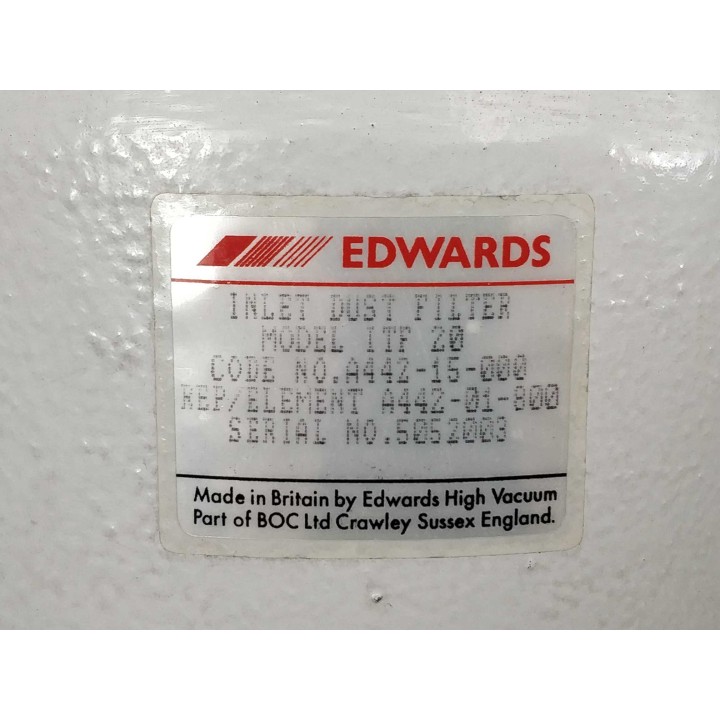 EDWARDS
INLET DUST FILTER
MODEL ITF 20
CODE NO.A442-15-000
REP/ELEMENT A442-01-800
SERIAL NO.5052003
Made in Britain by Edwards High Vacuum
Part of BOC Ltd Crawley Sussex England.